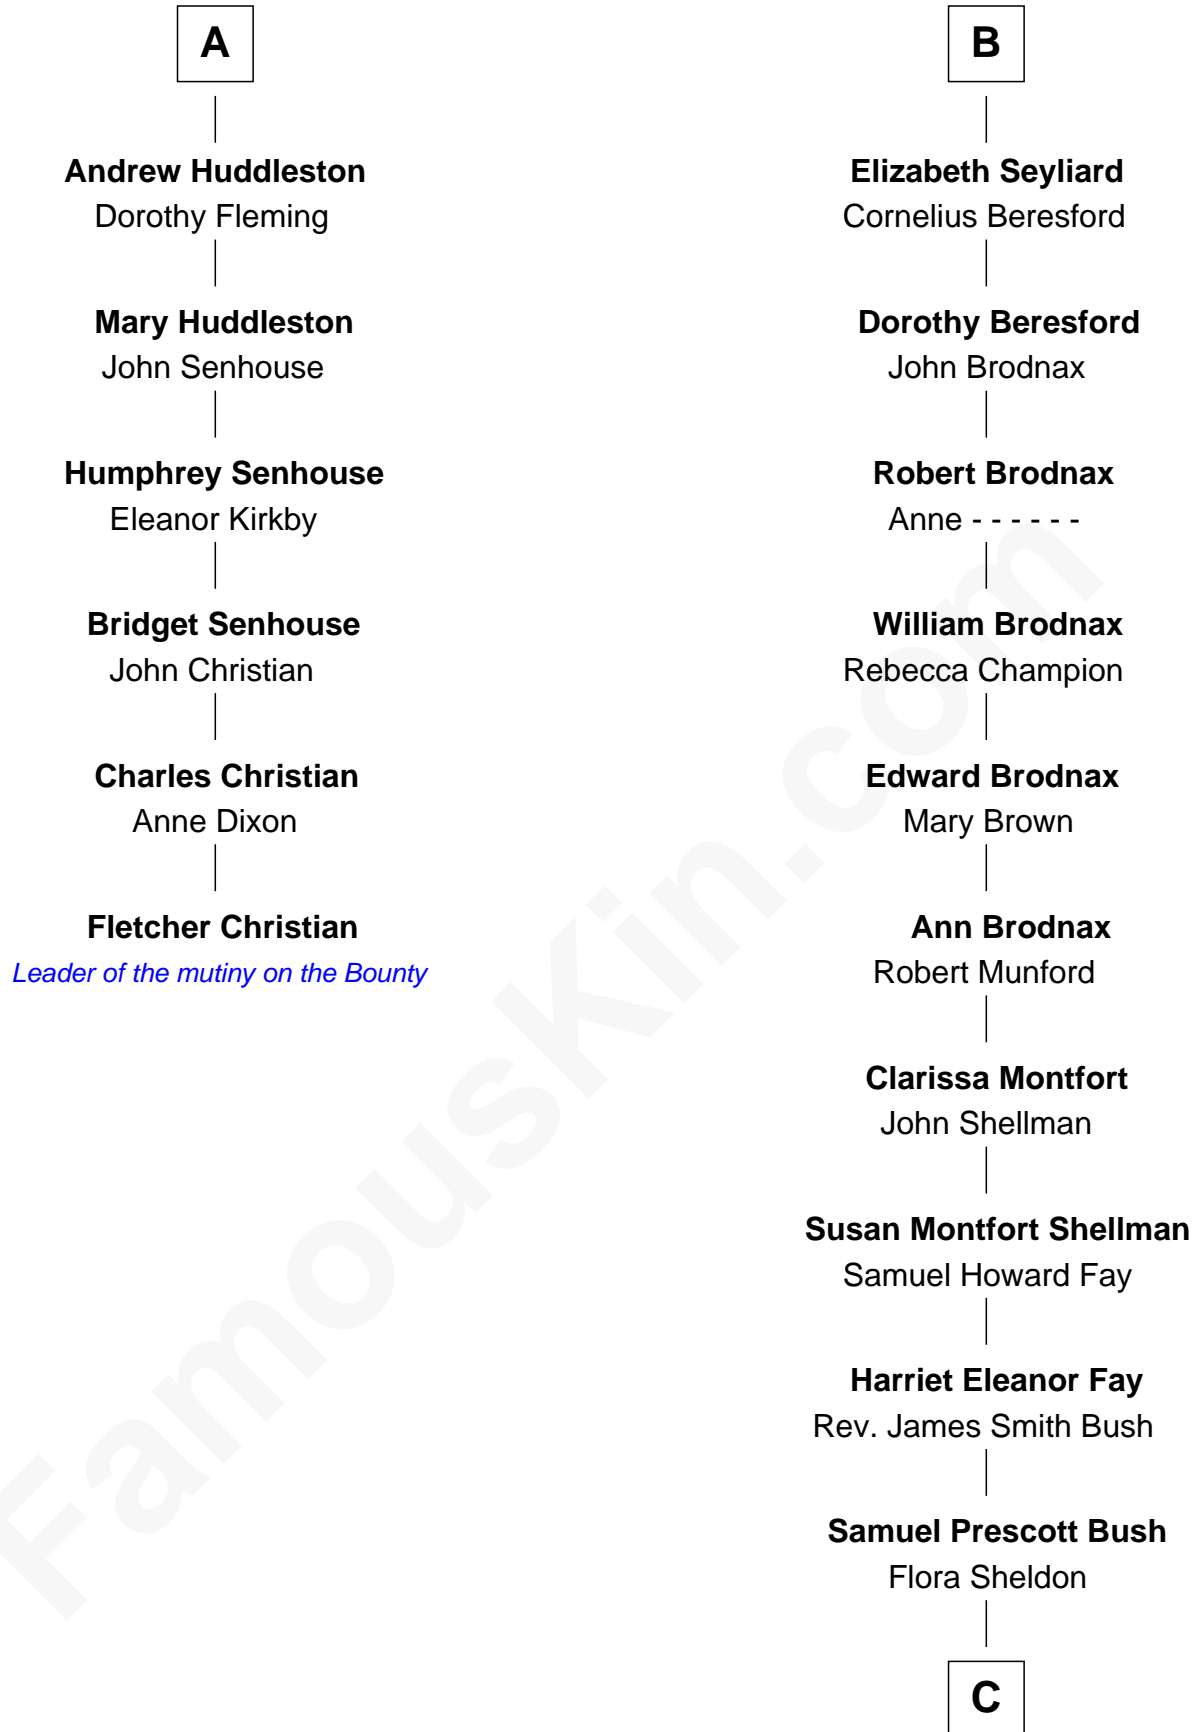 A
Andrew Huddleston
Dorothy Fleming
Mary Huddleston
John Senhouse
Humphrey Senhouse
Eleanor Kirkby
Bridget Senhouse
John Christian
Charles Christian
Anne Dixon
Fletcher Christian
Leader of the mutiny on the Bounty
B
Elizabeth Seyliard
Cornelius Beresford
Dorothy Beresford
John Brodnax
Robert Brodnax
Anne - - - - - -
William Brodnax
Rebecca Champion
Edward Brodnax
Mary Brown
Ann Brodnax
Robert Munford
Clarissa Montfort
John Shellman
Susan Montfort Shellman
Samuel Howard Fay
Harriet Eleanor Fay
Rev. James Smith Bush
Samuel Prescott Bush
Flora Sheldon
C
FamousKin.com